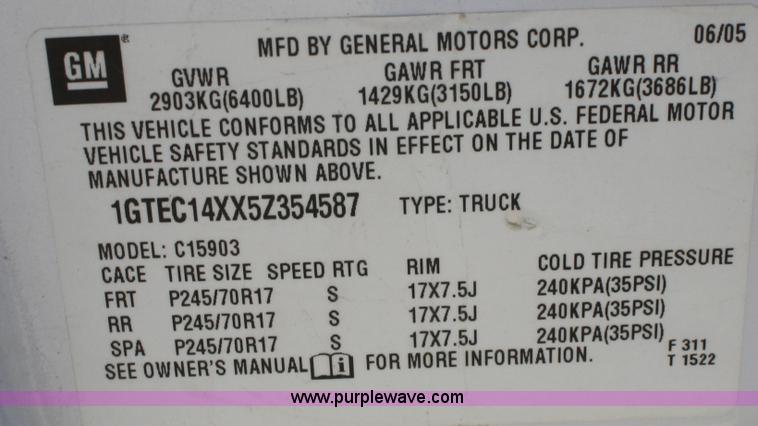 GM ® MFD BY GENERAL MOTORS CORP. 06/05
GVWR GAWR FRT GAWR RR
2903KG(6400LB) 1429KG(3150LB) 1672KG(3686LB)
THIS VEHICLE CONFORMS TO ALL APPLICABLE U.S. FEDERAL MOTOR
VEHICLE SAFETY STANDARDS IN EFFECT ON THE DATE OF
MANUFACTURE SHOWN ABOVE.
1GTEC14XX5Z354587 TYPE: TRUCK
MODEL: C15903
CACE TIRE SIZE SPEED RTG RIM COLD TIRE PRESSURE
FRT P245/70R17 S 17X7.5J 240KPA(35PSI)
RR P245/70R17 S 17X7.5J 240KPA(35PSI)
SPA P245/70R17 S 17X7.5J 240KPA(35PSI)
F 311
SEE OWNER'S MANUAL i FOR MORE INFORMATION. T 1522
www.purplewave.com